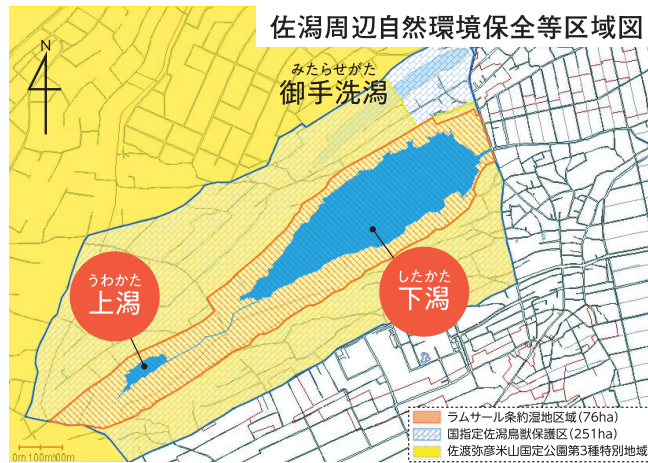 佐潟周辺自然環境保全等区域図
N
みたらせがた
御手洗潟
うわかた
上潟
したかた
下潟
ラムサール条約湿地区域(76ha)
国指定佐潟鳥獣保護区(251ha)
佐渡弥彦米山国定公園第3種特別地域